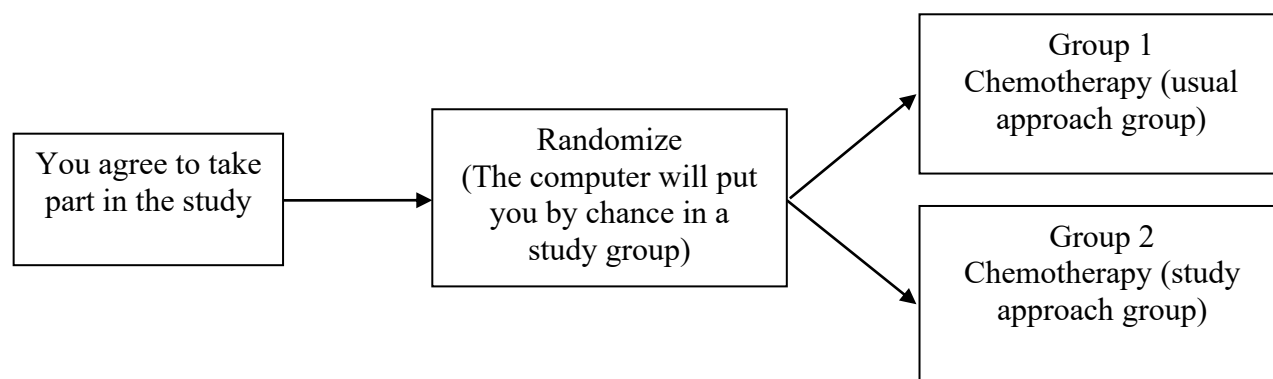 You agree to take
part in the study
Randomize
(The computer will put
you by chance in a
study group)
Group 1
Chemotherapy (usual
approach group)
Group 2
Chemotherapy (study
approach group)